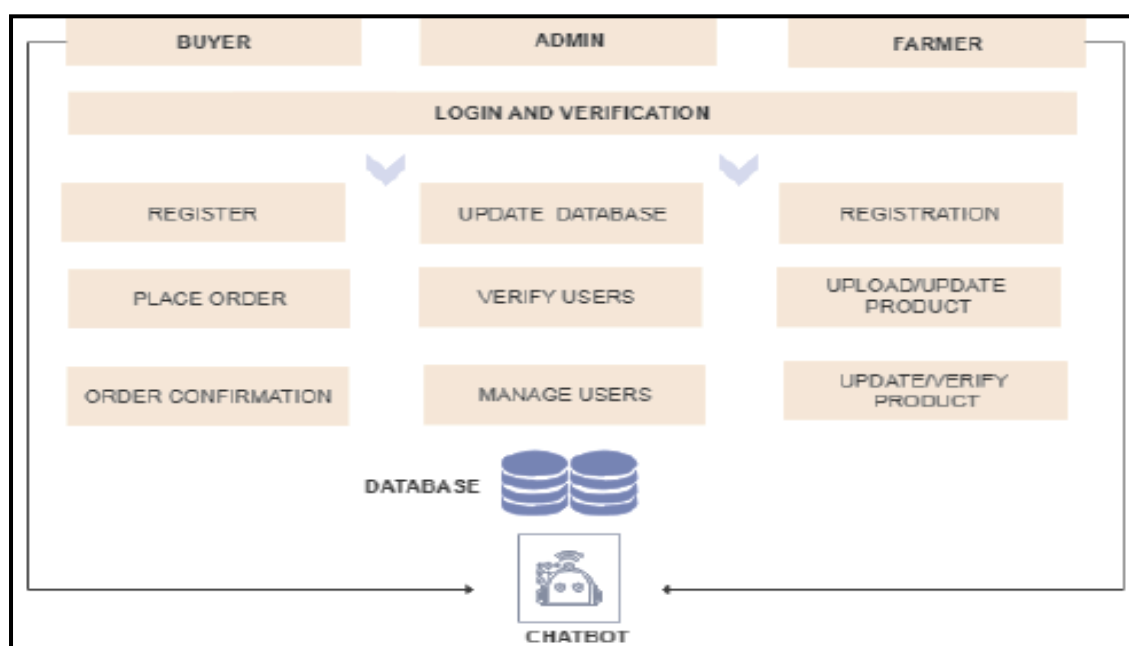 BUYER
ADMIN
FARMER
LOGIN AND VERIFICATION
REGISTER
UPDATE DATABASE
REGISTRATION
PLACE ORDER
VERIFY USERS
UPLOAD/UPDATE
PRODUCT
ORDER CONFIRMATION
MANAGE USERS
UPDATE/VERIFY
PRODUCT
DATABASE
CHATBOT